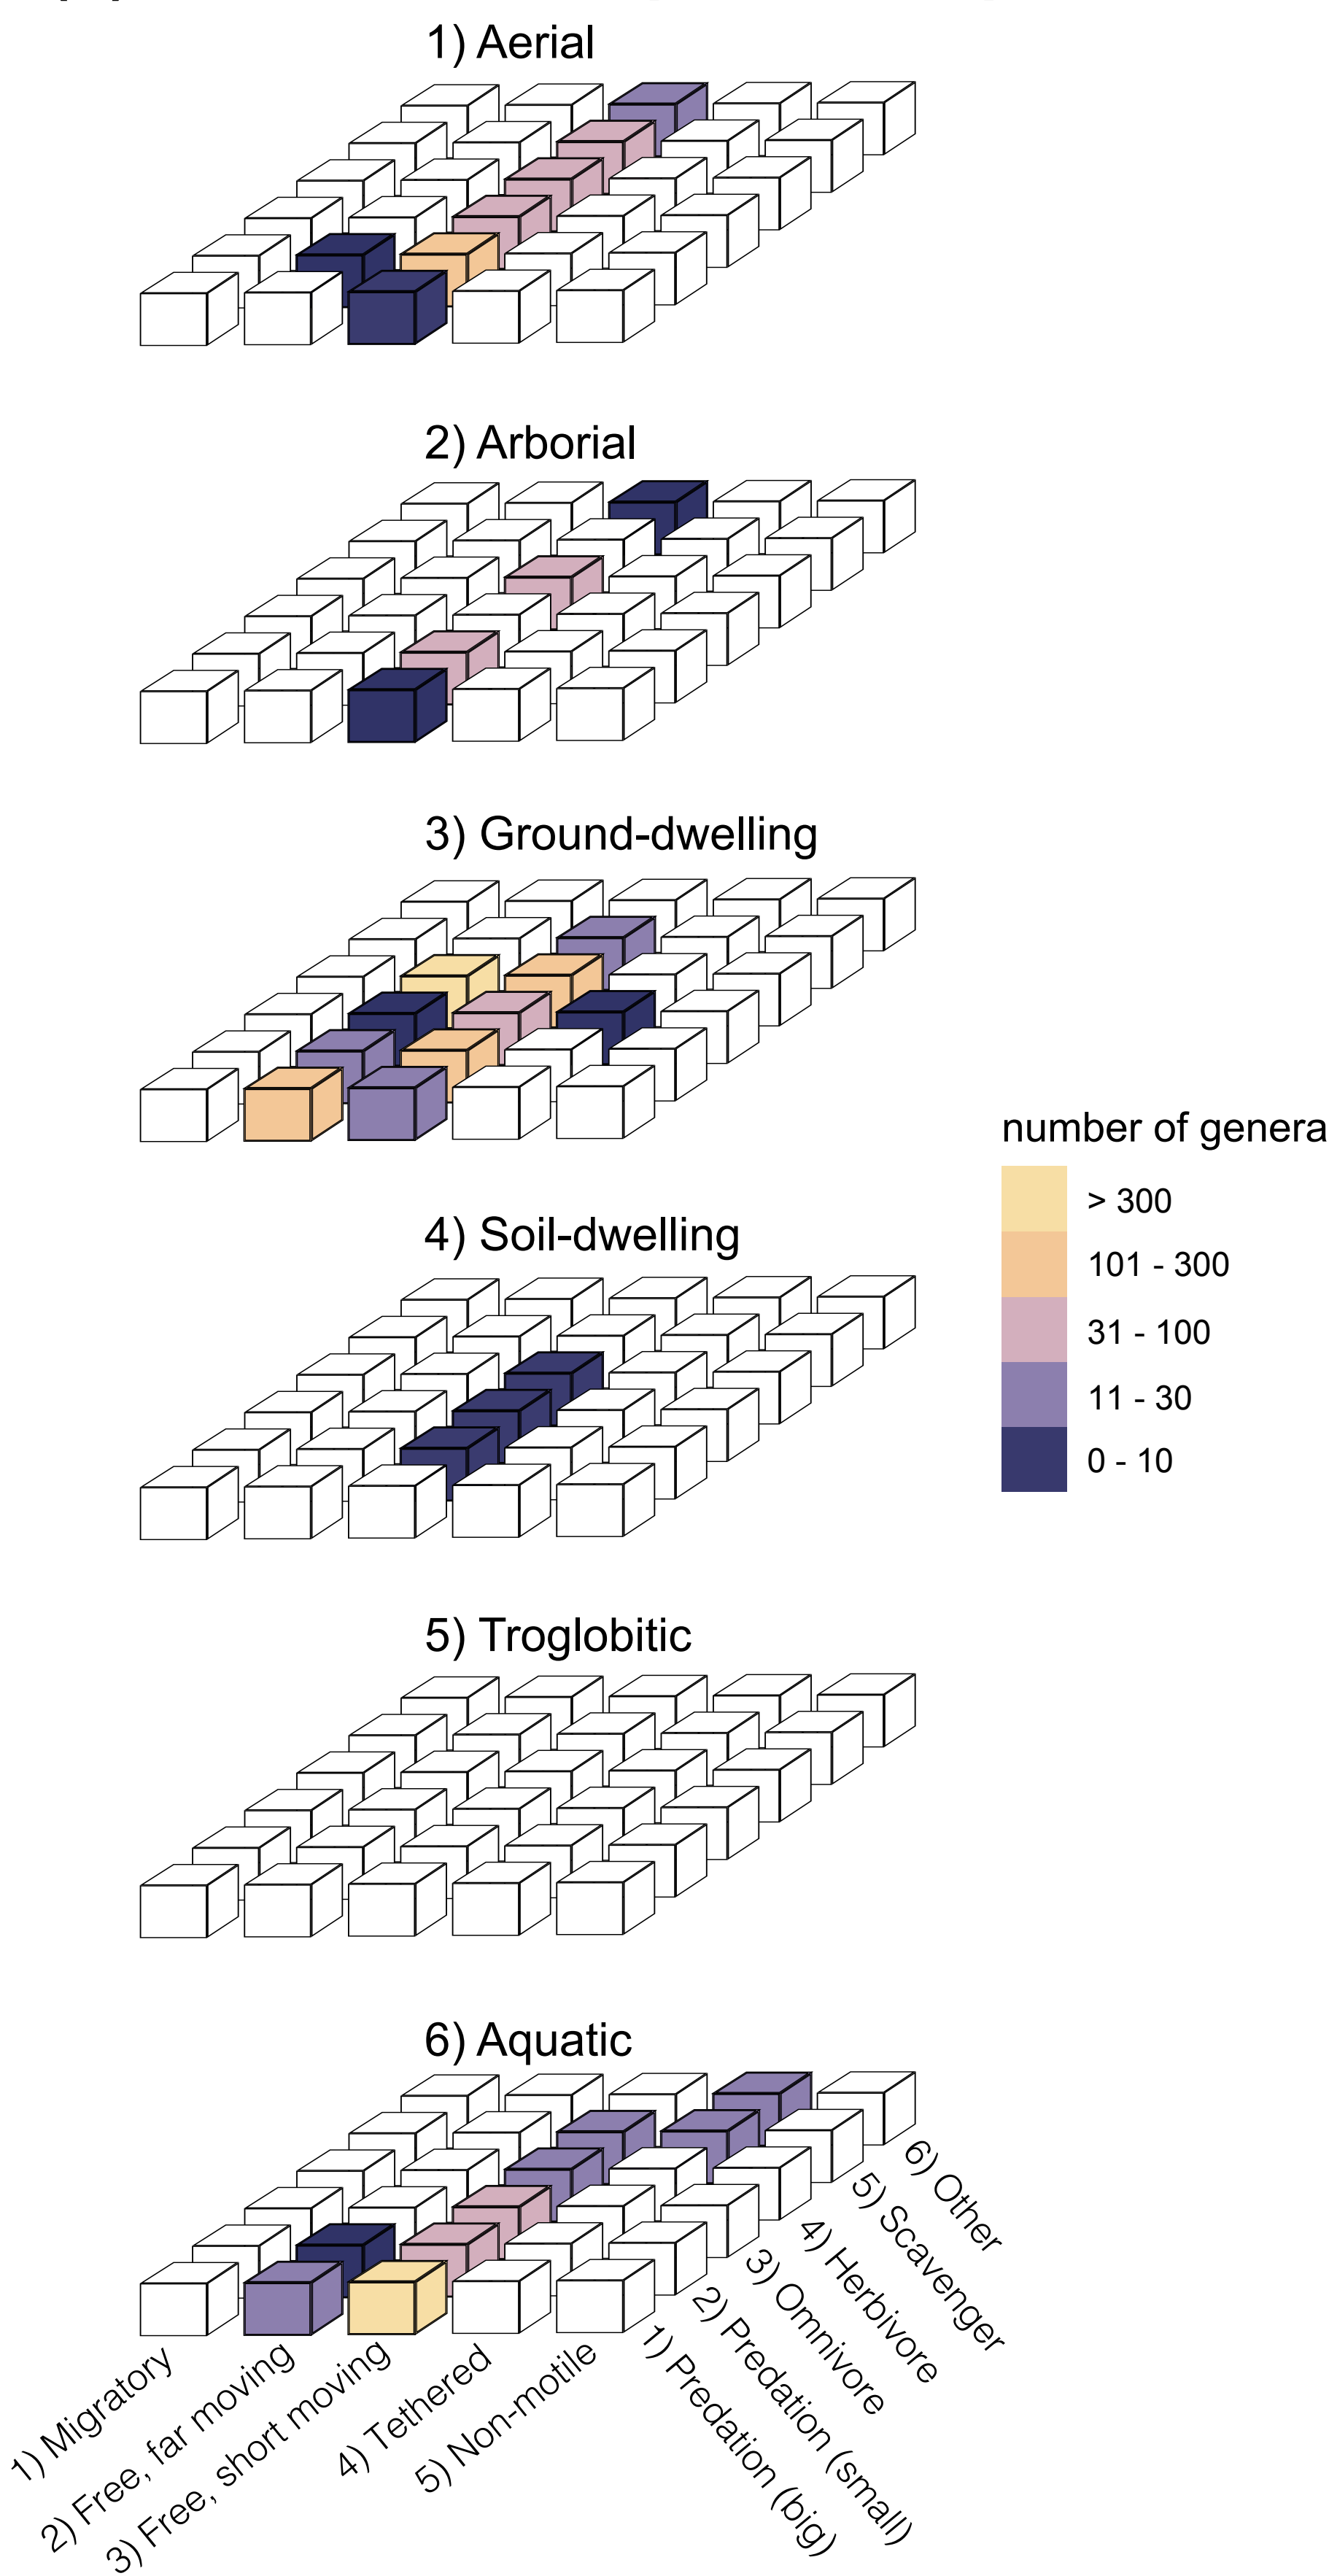 1) Aerial
2) Arborial
3) Ground-dwelling
number of genera
> 300
101 - 300
31 - 100
11 - 30
0 - 10
4) Soil-dwelling
5) Troglobitic
6) Aquatic
1) Migratory
2) Free, far moving
3) Free, short moving
4) Tethered
5) Non-motile
1) Predation (big)
2) Predation (small)
3) Omnivore
4) Herbivore
5) Scavenger
6) Other